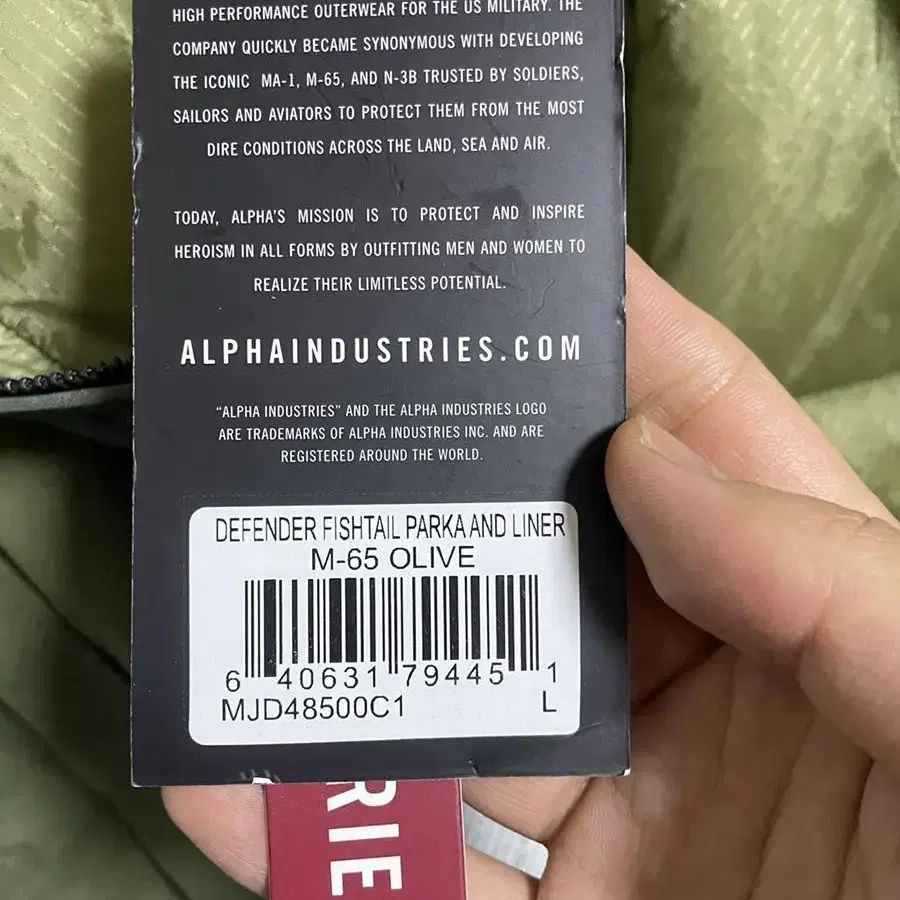 HIGH PERFORMANCE OUTERWEAR FOR THE US MILITARY. THE
COMPANY QUICKLY BECAME SYNONYMOUS WITH DEVELOPING
THE ICONIC MA-1, M-65, AND N-3B TRUSTED BY SOLDIERS,
SAILORS AND AVIATORS TO PROTECT THEM FROM THE MOST
DIRE CONDITIONS ACROSS THE LAND, SEA AND AIR.
TODAY, ALPHA'S MISSION IS TO PROTECT AND INSPIRE
HEROISM IN ALL FORMS BY OUTFITTING MEN AND WOMEN TO
REALIZE THEIR LIMITLESS POTENTIAL.
ALPHAINDUSTRIES.COM
“ALPHA INDUSTRIES” AND THE ALPHA INDUSTRIES LOGO
ARE TRADEMARKS OF ALPHA INDUSTRIES INC. AND ARE
REGISTERED AROUND THE WORLD.
DEFENDER FISHTAIL PARKA AND LINER
M-65 OLIVE
6 40631 79445 1
MJD48500C1 L
RIE